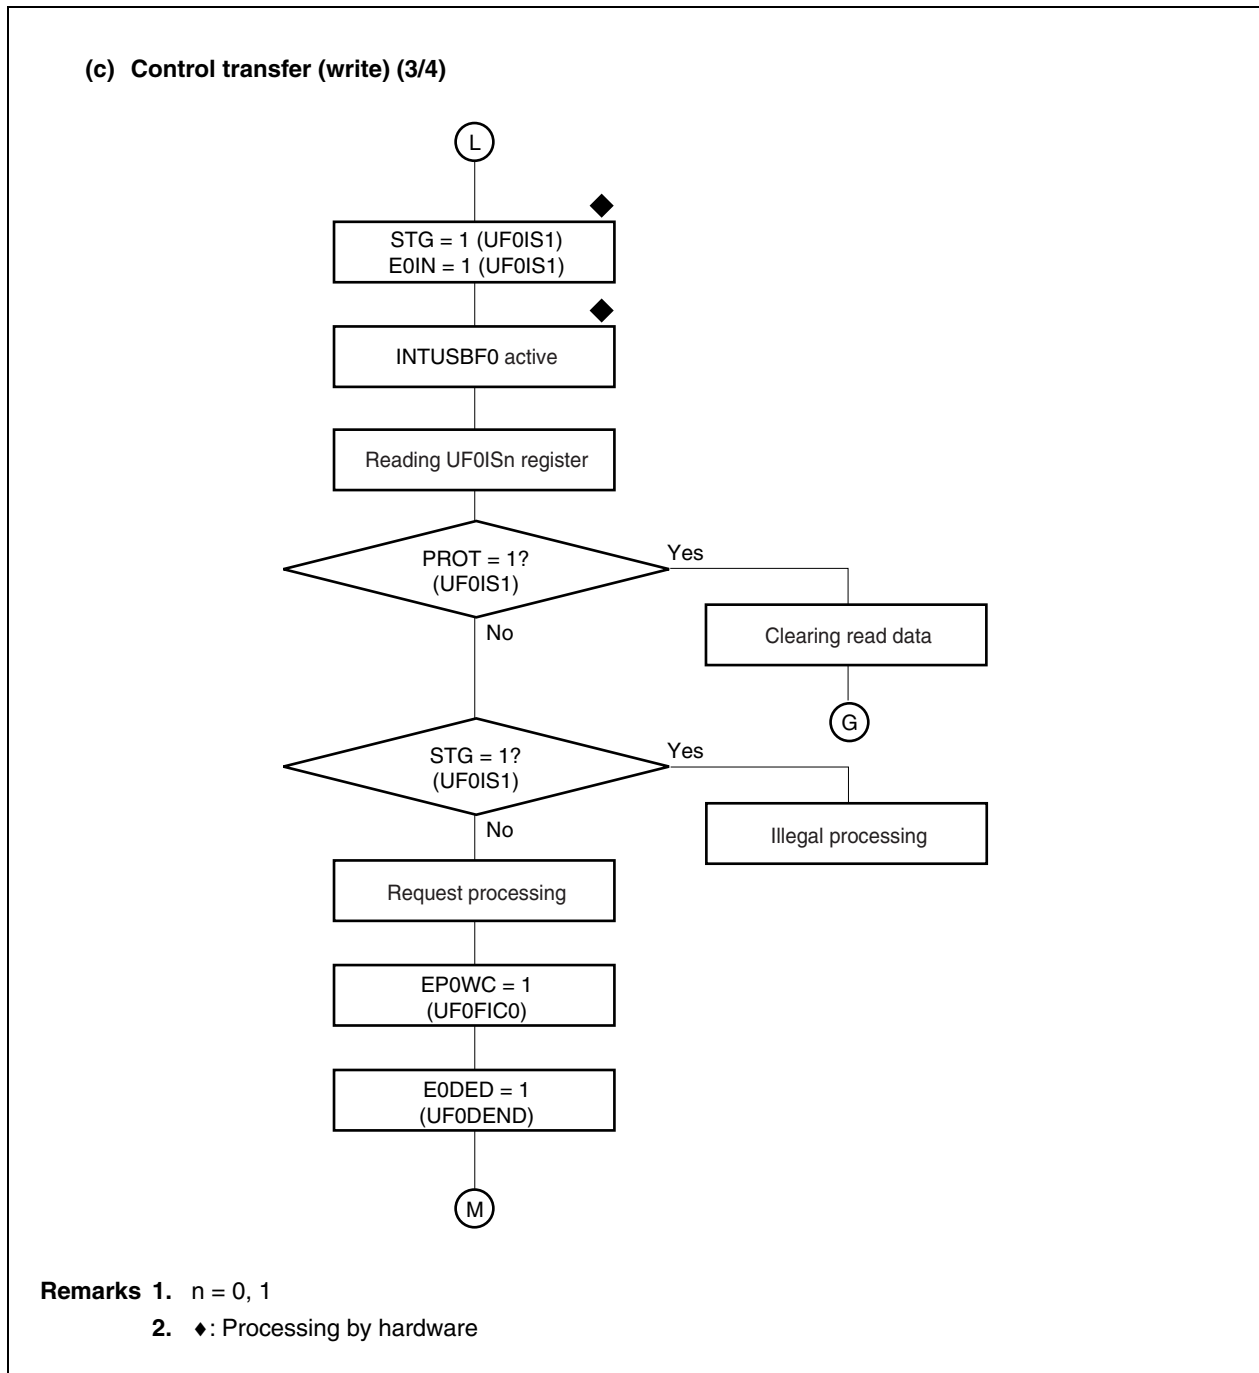 (c) Control transfer (write) (3/4)
L
STG = 1 (UF0IS1)
E0IN = 1 (UF0IS1)
INTUSBF0 active
Reading UF0ISn register
PROT = 1?
(UF0IS1)
Yes
No
Clearing read data
G
STG = 1?
(UF0IS1)
Yes
No
Illegal processing
Request processing
EP0WC = 1
(UF0FIC0)
E0DED = 1
(UF0DEND)
M
Remarks 1. n = 0, 1
2. ♦: Processing by hardware